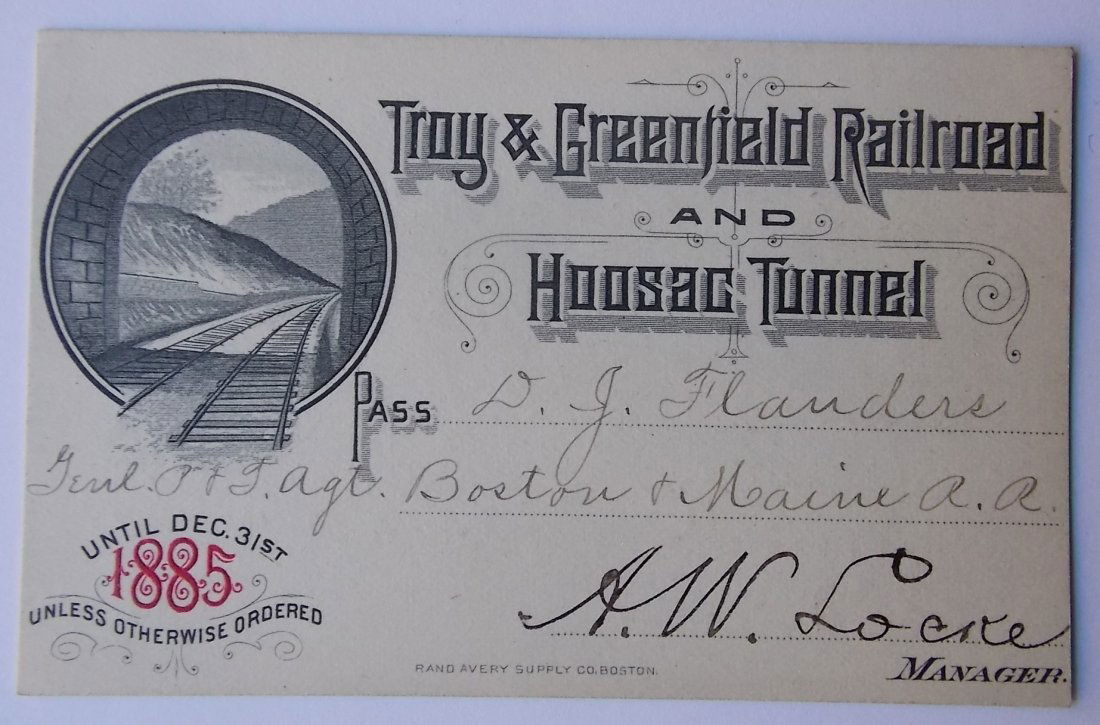 Troy & Greenfield Railroad
AND
Hoosac Tunnel
PASS D. J. Flanders
Genl. P & T. Agt. Boston & Maine R. R.
UNTIL DEC. 31ST
1885
UNLESS OTHERWISE ORDERED
A. W. Locke
MANAGER.
RAND AVERY SUPPLY CO. BOSTON.